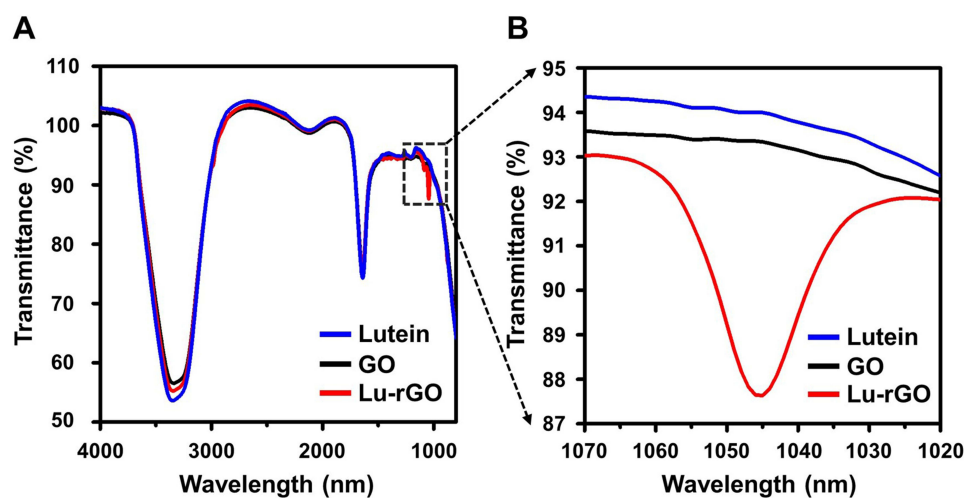 A
B
110
100
90
80
70
60
50
Transmittance (%)
4000 3000 2000 1000
Wavelength (nm)
Lutein
GO
Lu-rGO
95
94
93
92
91
90
89
88
87
Transmittance (%)
1070 1060 1050 1040 1030 1020
Wavelength (nm)
Lutein
GO
Lu-rGO